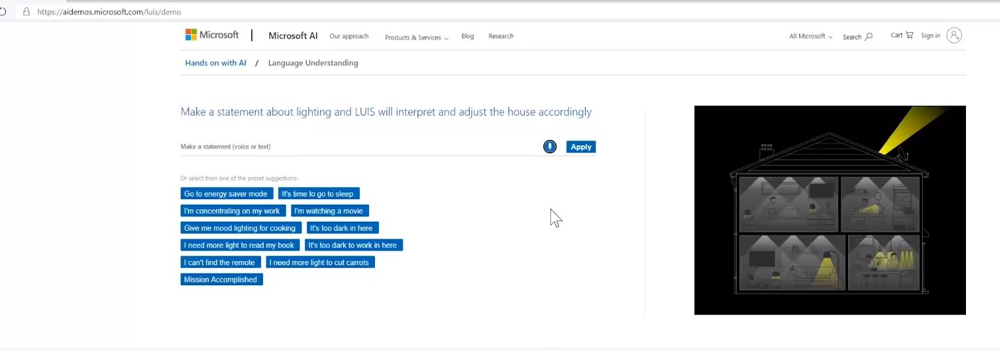 https://aidemos.microsoft.com/luis/demo
Microsoft | Microsoft AI Our approach Products & Services Blog Research All Microsoft Search Cart Sign in
Hands on with AI / Language Understanding
Make a statement about lighting and LUIS will interpret and adjust the house accordingly
Make a statement (voice or text) Apply
Or select from one of the preset suggestions:
Go to energy saver mode It's time to go to sleep
I'm concentrating on my work I'm watching a movie
Give me mood lighting for cooking It's too dark in here
I need more light to read my book It's too dark to work in here
I can't find the remote I need more light to cut carrots
Mission Accomplished